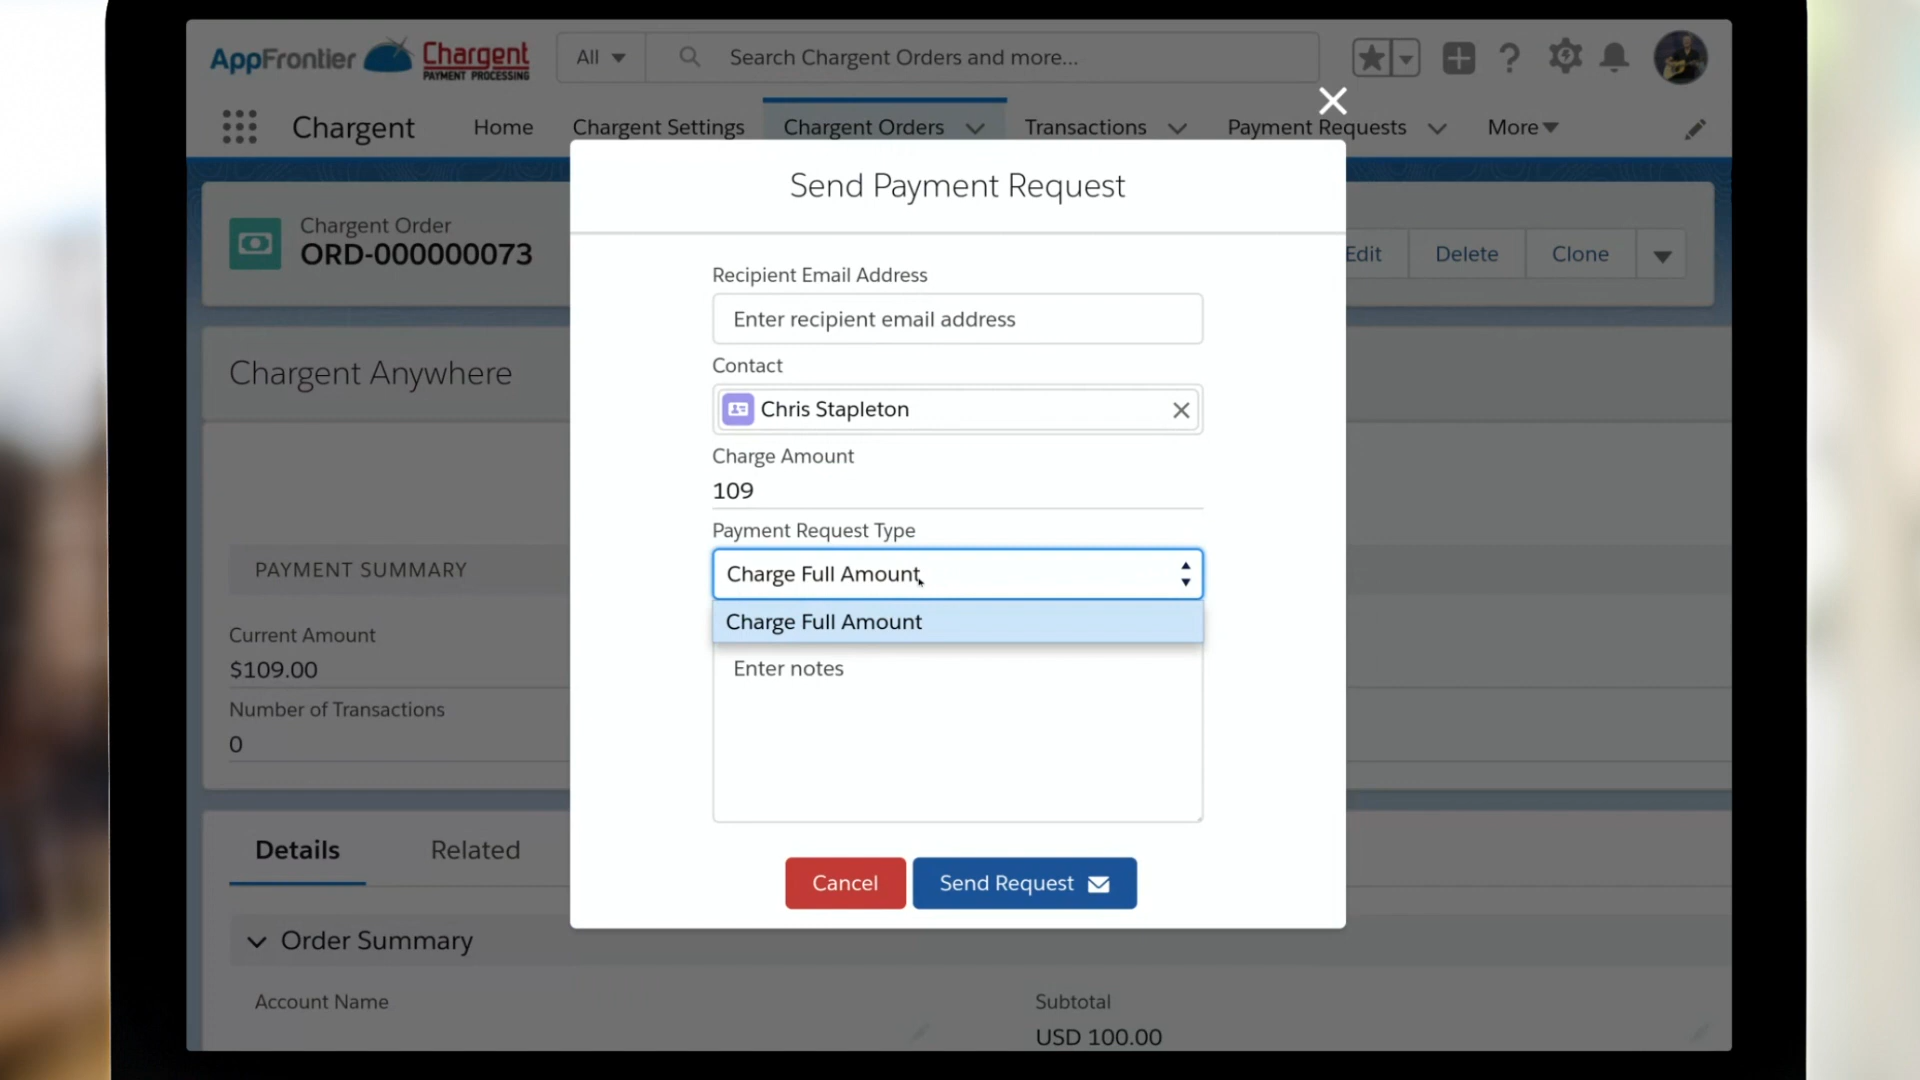 AppFrontier Chargent
PAYMENT PROCESSING
All
Search Chargent Orders and more...
Chargent
Home
Chargent Settings
Chargent Orders
Transactions
Payment Requests
More
Send Payment Request
Chargent Order
ORD-000000073
Edit
Delete
Clone
Recipient Email Address
Enter recipient email address
Chargent Anywhere
Contact
Chris Stapleton
Charge Amount
109
Payment Request Type
Charge Full Amount
Charge Full Amount
Enter notes
PAYMENT SUMMARY
Current Amount
$109.00
Number of Transactions
0
Cancel
Send Request
Details
Related
Order Summary
Account Name
Subtotal
USD 100.00